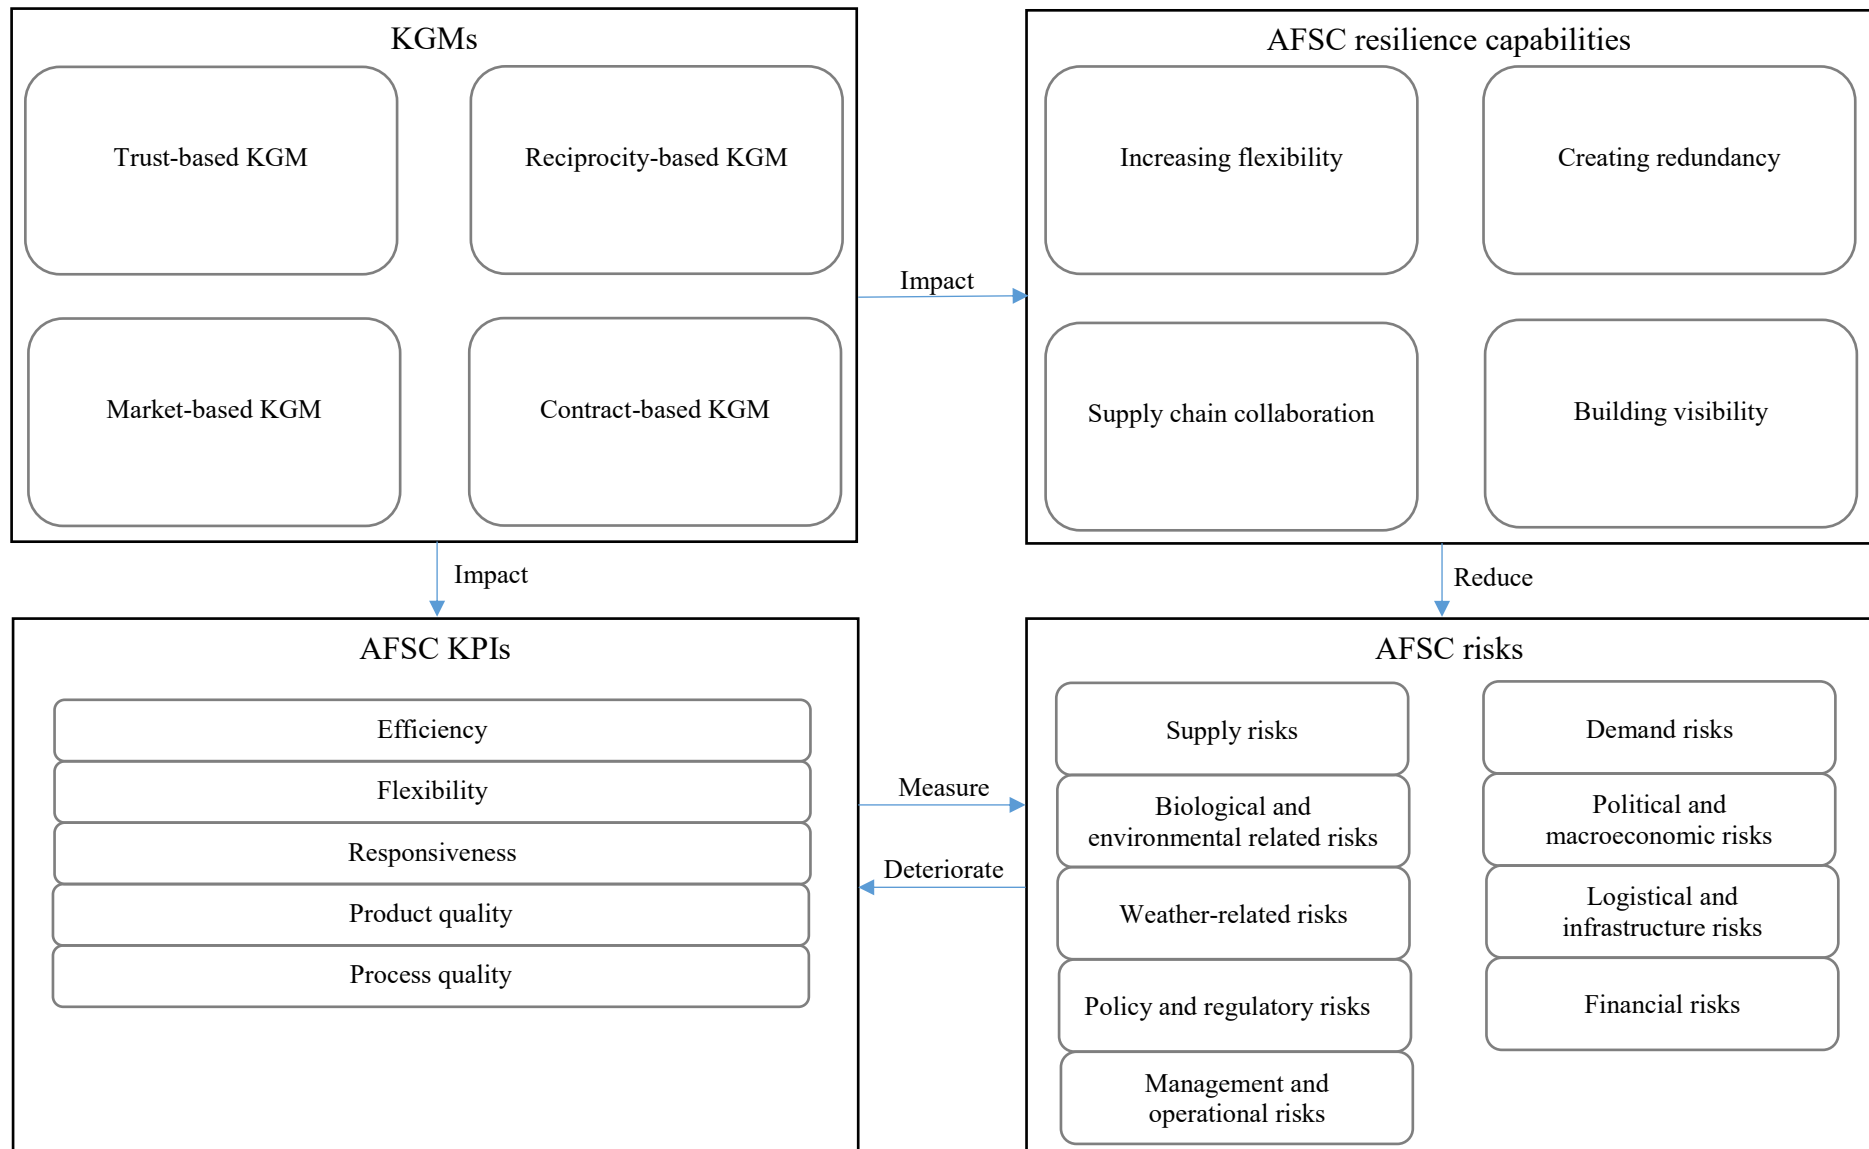 KGMs
Trust-based KGM
Reciprocity-based KGM
Market-based KGM
Contract-based KGM
Impact
AFSC resilience capabilities
Increasing flexibility
Creating redundancy
Supply chain collaboration
Building visibility
Impact
Reduce
AFSC KPIs
Efficiency
Flexibility
Responsiveness
Product quality
Process quality
Measure
Deteriorate
AFSC risks
Supply risks
Demand risks
Biological and
environmental related risks
Political and
macroeconomic risks
Weather-related risks
Logistical and
infrastructure risks
Policy and regulatory risks
Financial risks
Management and
operational risks